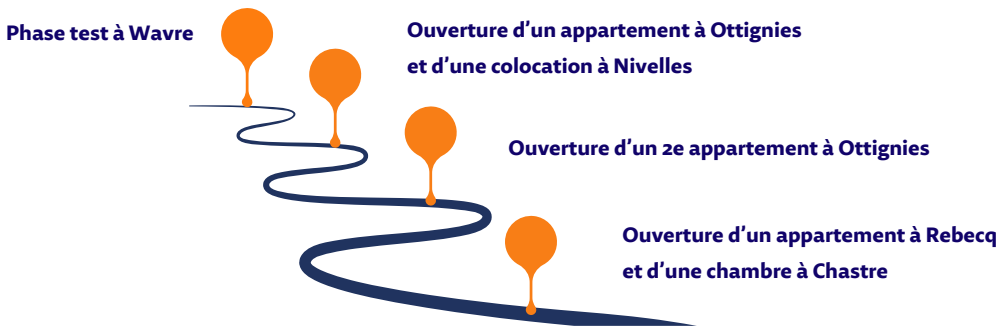 Phase test à Wavre
Ouverture d’un appartement à Ottignies
et d’une colocation à Nivelles
Ouverture d’un 2e appartement à Ottignies
Ouverture d’un appartement à Rebecq
et d’une chambre à Chastre